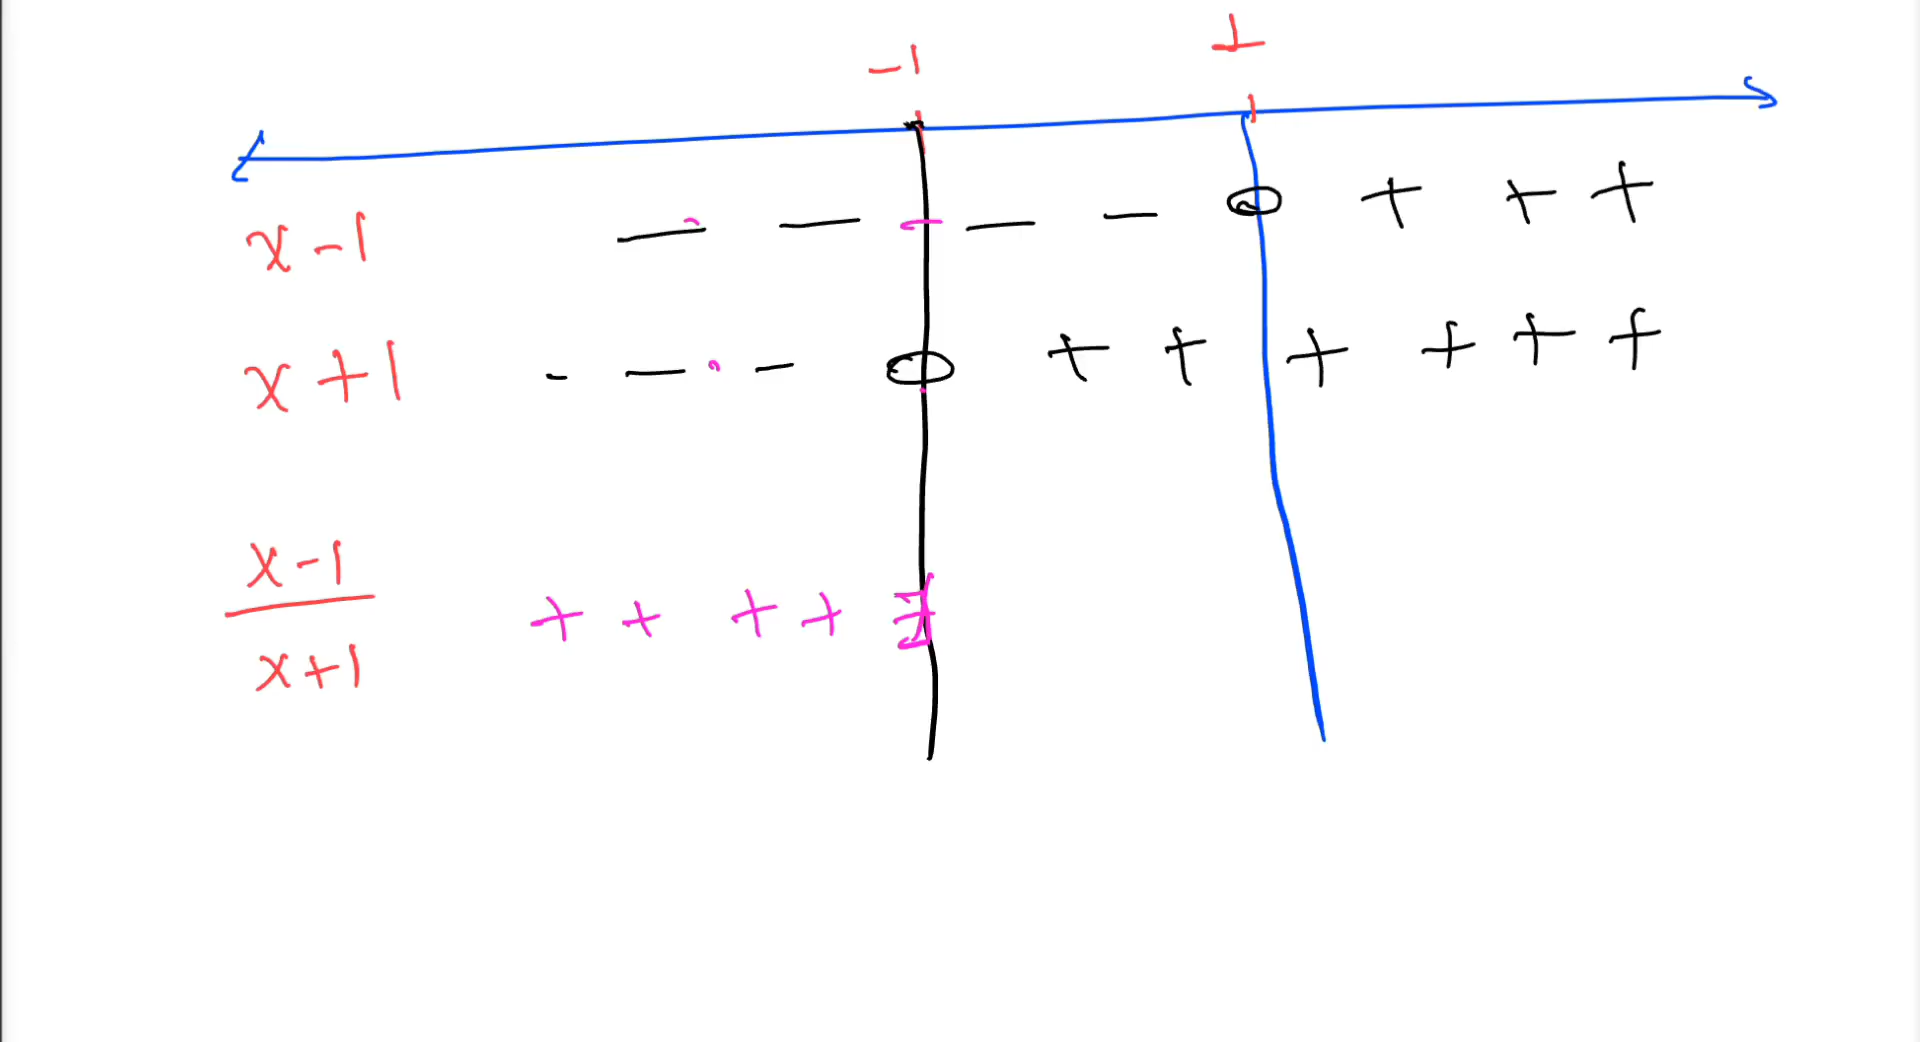 -1 1
x-1 - - - - - 0 + + +
x+1 - - - 0 + + + + + +
x-1
+ + + +
x+1